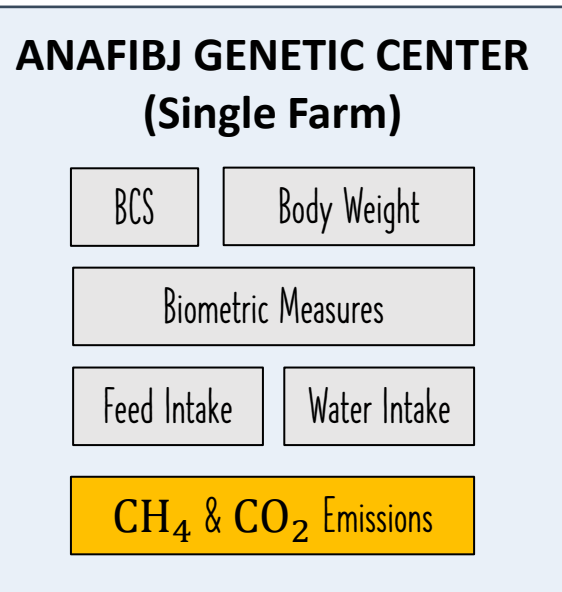 ANAFIBJ GENETIC CENTER
(Single Farm)
BCS
Body Weight
Biometric Measures
Feed Intake
Water Intake
CH₄ & CO₂ Emissions